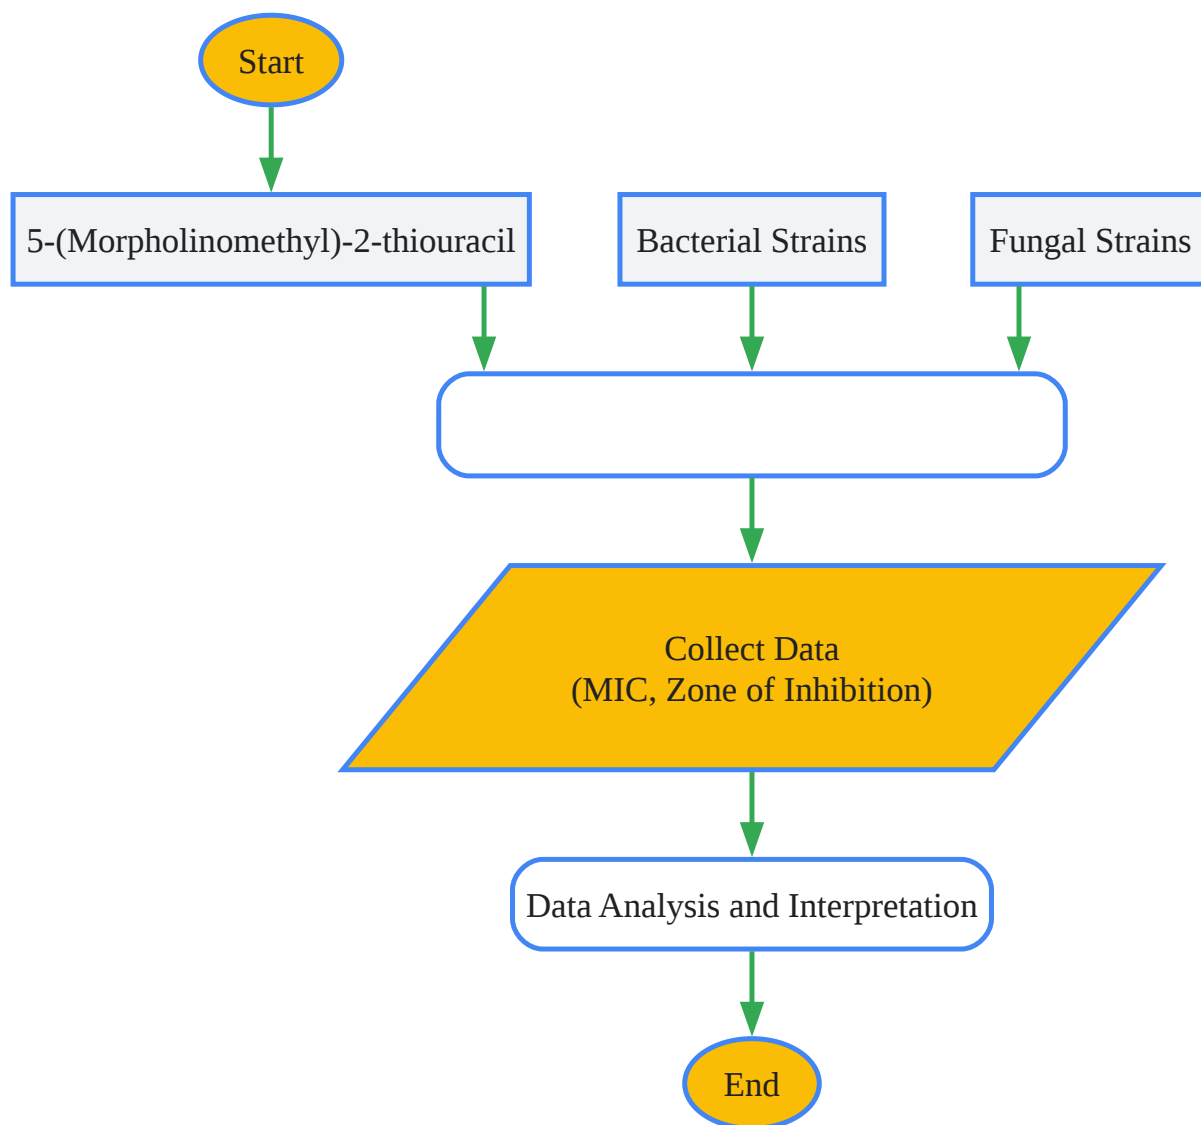 Start
5-(Morpholinomethyl)-2-thiouracil
Bacterial Strains
Fungal Strains
Collect Data
(MIC, Zone of Inhibition)
Data Analysis and Interpretation
End